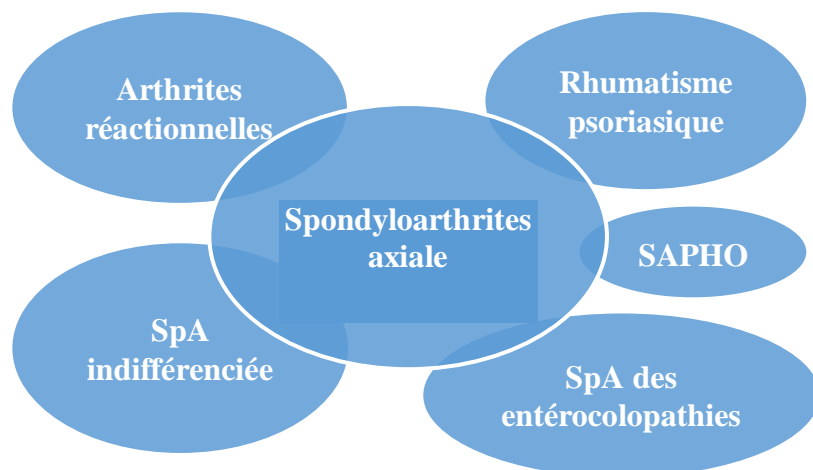 Arthrites
réactionnelles
Rhumatisme
psoriasique
Spondyloarthrites
axiale
SAPHO
SpA
indifférenciée
SpA des
entérocolopathies